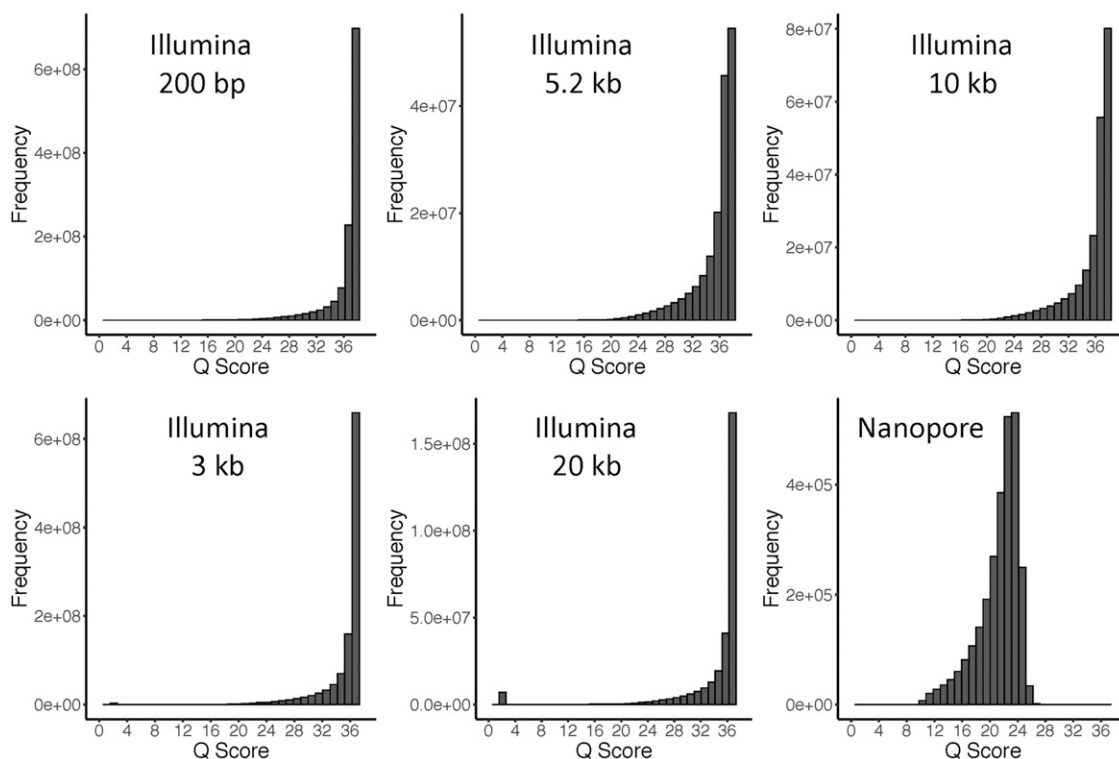 Illumina
200 bp
Frequency
6e+08
4e+08
2e+08
0e+00
0 4 8 12 16 20 24 28 32 36
Q Score
Illumina
5.2 kb
Frequency
4e+07
2e+07
0e+00
0 4 8 12 16 20 24 28 32 36
Q Score
Illumina
10 kb
Frequency
8e+07
6e+07
4e+07
2e+07
0e+00
0 4 8 12 16 20 24 28 32 36
Q Score
Illumina
3 kb
Frequency
6e+08
4e+08
2e+08
0e+00
0 4 8 12 16 20 24 28 32 36
Q Score
Illumina
20 kb
Frequency
1.5e+08
1.0e+08
5.0e+07
0.0e+00
0 4 8 12 16 20 24 28 32 36
Q Score
Nanopore
Frequency
4e+05
2e+05
0e+00
0 4 8 12 16 20 24 28 32 36
Q Score